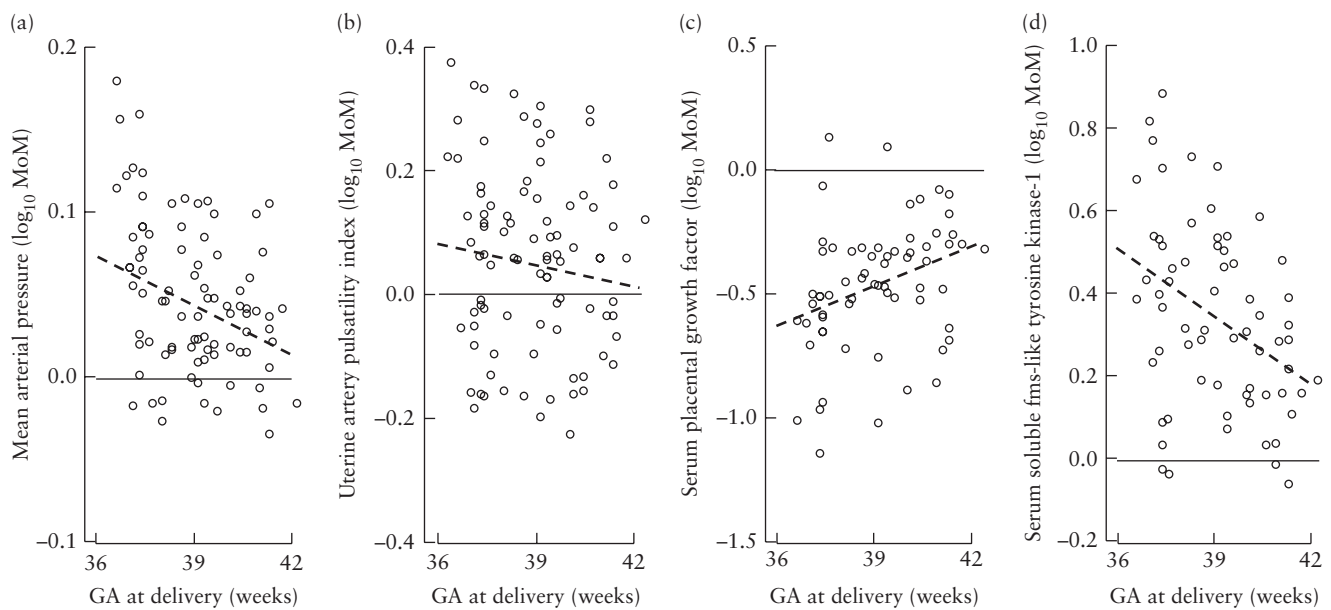 (a)
0.2
0.1
0.0
–0.1
Mean arterial pressure (log10 MoM)
36 39 42
GA at delivery (weeks)
(b)
0.4
0.2
0.0
–0.2
–0.4
Uterine artery pulsatility index (log10 MoM)
36 39 42
GA at delivery (weeks)
(c)
0.5
0.0
–0.5
–1.0
–1.5
Serum placental growth factor (log10 MoM)
36 39 42
GA at delivery (weeks)
(d)
1.0
0.8
0.6
0.4
0.2
0.0
–0.2
Serum soluble fms-like tyrosine kinase-1 (log10 MoM)
36 39 42
GA at delivery (weeks)